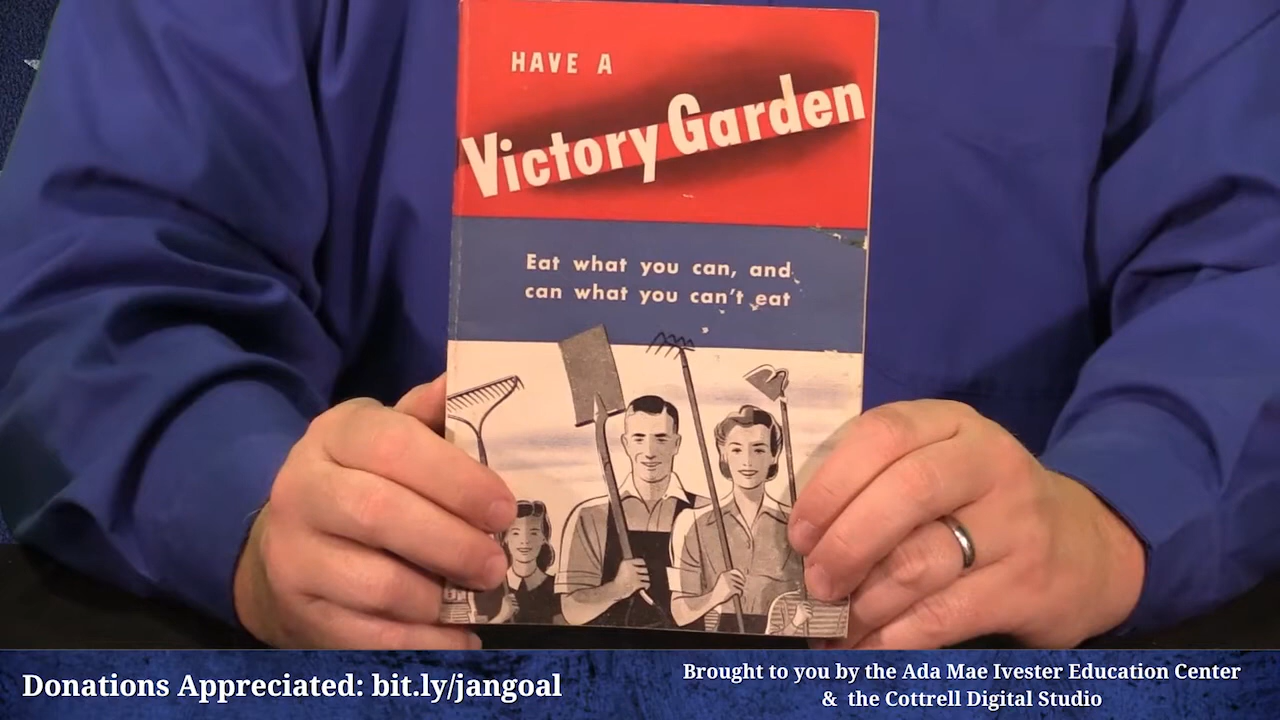 HAVE A
Victory Garden
Eat what you can, and
can what you can't eat
Donations Appreciated: bit.ly/jangoal
Brought to you by the Ada Mae Ivester Education Center
& the Cottrell Digital Studio